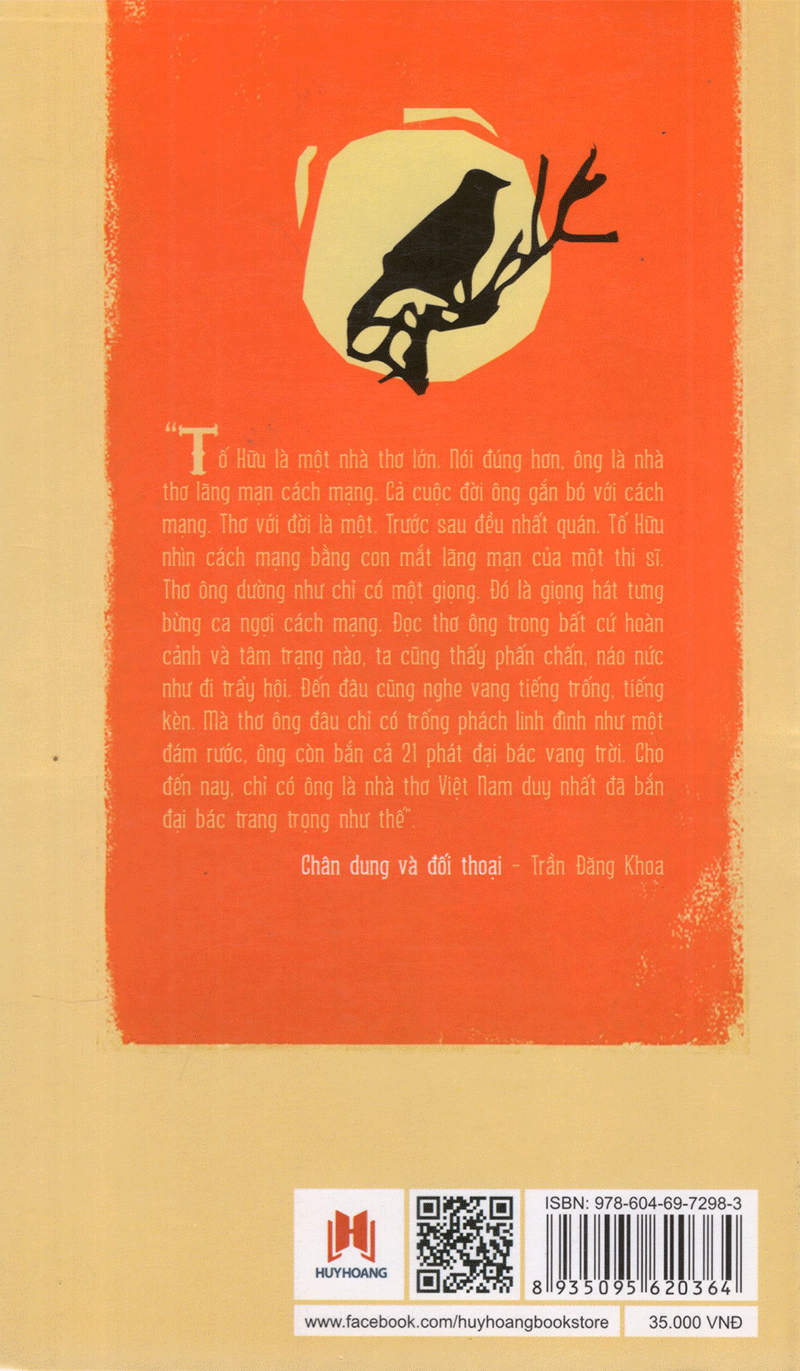 “Tố Hữu là một nhà thơ lớn. Nói đúng hơn, ông là nhà
thơ lãng mạn cách mạng. Cả cuộc đời ông gắn bó với cách
mạng. Thơ với đời là một. Trước sau đều nhất quán. Tố Hữu
nhìn cách mạng bằng con mắt lãng mạn của một thi sĩ.
Thơ ông dường như chỉ có một giọng. Đó là giọng hát tưng
bừng ca ngợi cách mạng. Đọc thơ ông trong bất cứ hoàn
cảnh và tâm trạng nào, ta cũng thấy phấn chấn, náo nức
như đi trẩy hội. Đến đâu cũng nghe vang tiếng trống, tiếng
kèn. Mà thơ ông đâu chỉ có trống phách linh đình như một
đám rước, ông còn bắn cả 21 phát đại bác vang trời. Cho
đến nay, chỉ có ông là nhà thơ Việt Nam duy nhất đã bắn
đại bác trang trọng như thế”.
Chân dung và đối thoại - Trần Đăng Khoa
HUYHOANG
ISBN: 978-604-69-7298-3
8 935095 620364
www.facebook.com/huyhoangbookstore
35.000 VNĐ